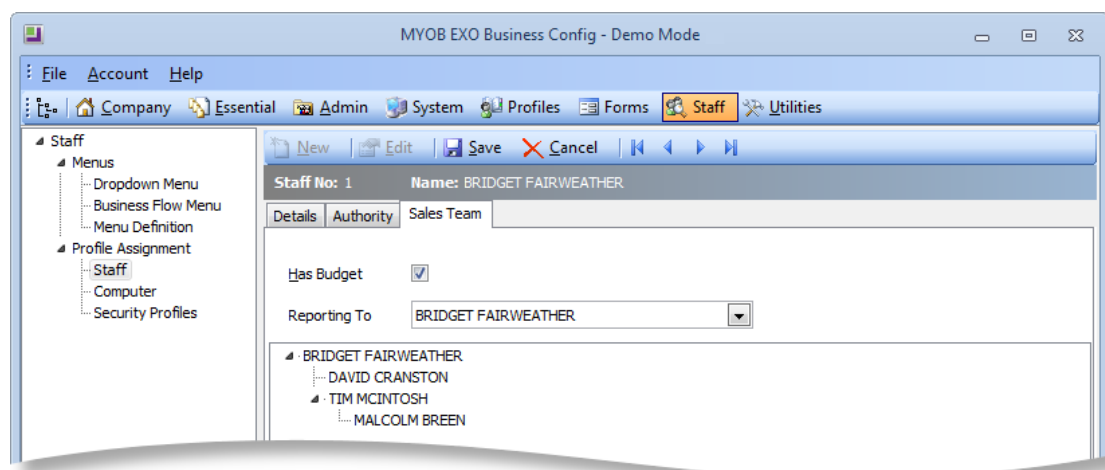 MYOB EXO Business Config - Demo Mode
File Account Help
Company Essential Admin System Profiles Forms Staff Utilities
Staff
Menus
Dropdown Menu
Business Flow Menu
Menu Definition
Profile Assignment
Staff
Computer
Security Profiles
New Edit Save Cancel
Staff No: 1 Name: BRIDGET FAIRWEATHER
Details Authority Sales Team
Has Budget
Reporting To BRIDGET FAIRWEATHER
BRIDGET FAIRWEATHER
DAVID CRANSTON
TIM MCINTOSH
MALCOLM BREEN